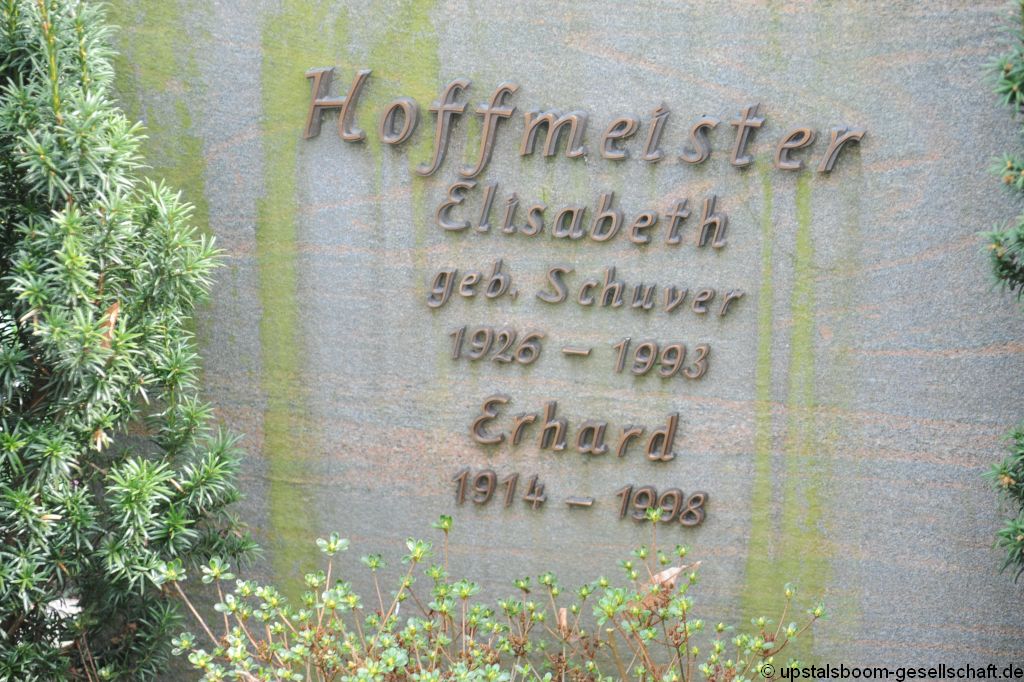 Hoffmeister
Elisabeth
geb. Schuver
1926 – 1993
Erhard
1914 – 1998
© upstalsboom-gesellschaft.de